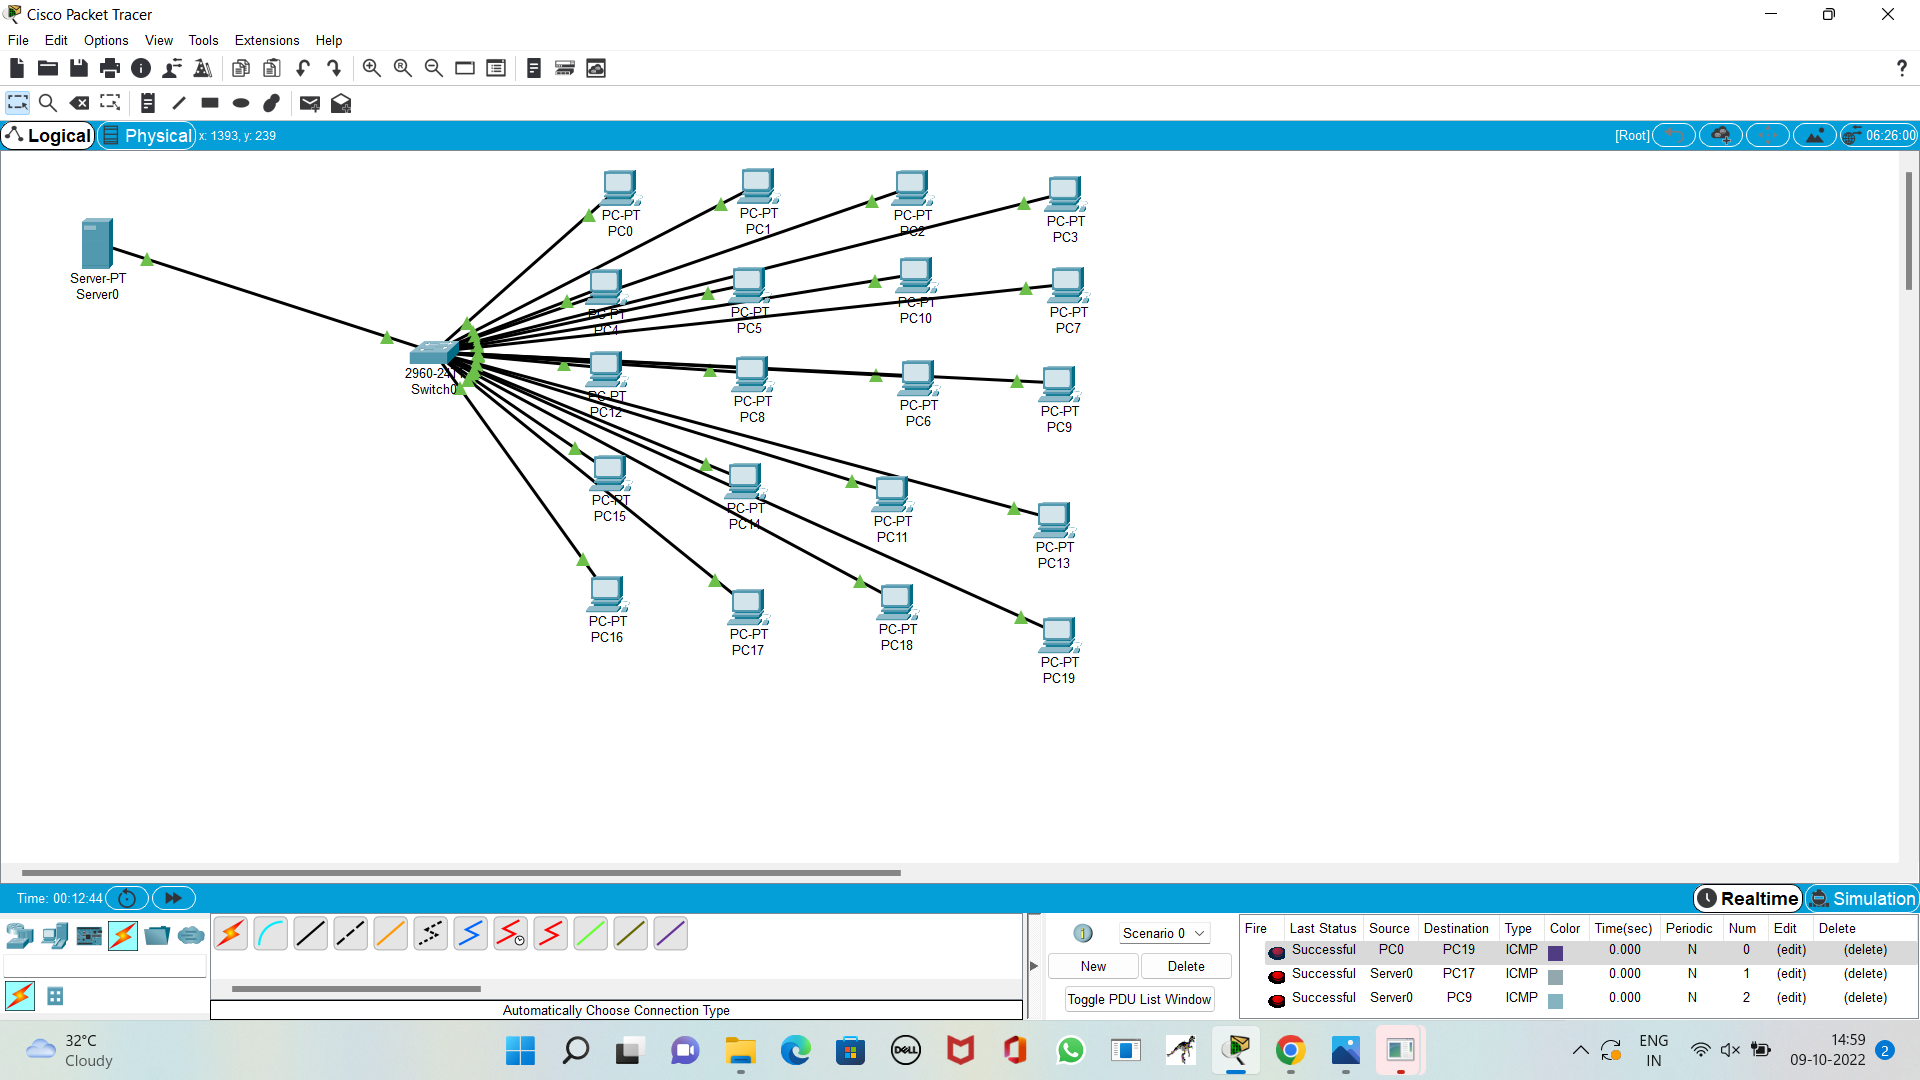 Cisco Packet Tracer
File Edit Options View Tools Extensions Help
Logical Physical x: 1393, y: 239 [Root] 06:26:00
PC-PT
PC0
PC-PT
PC1
PC-PT
PC2
PC-PT
PC3
Server-PT
Server0
PC-PT
PC4
PC-PT
PC5
PC-PT
PC10
PC-PT
PC7
Switch0
PC-PT
PC12
PC-PT
PC8
PC-PT
PC6
PC-PT
PC9
PC-PT
PC15
PC-PT
PC14
PC-PT
PC11
PC-PT
PC13
PC-PT
PC16
PC-PT
PC17
PC-PT
PC18
PC-PT
PC19
Time: 00:12:44 Realtime Simulation
Scenario 0
New Delete
Toggle PDU List Window
Automatically Choose Connection Type
Fire Last Status Source Destination Type Color Time(sec) Periodic Num Edit Delete
Successful PC0 PC19 ICMP 0.000 N 0 (edit) (delete)
Successful Server0 PC17 ICMP 0.000 N 1 (edit) (delete)
Successful Server0 PC9 ICMP 0.000 N 2 (edit) (delete)
32°C
Cloudy
DELL
ENG
IN
14:59
09-10-2022
2